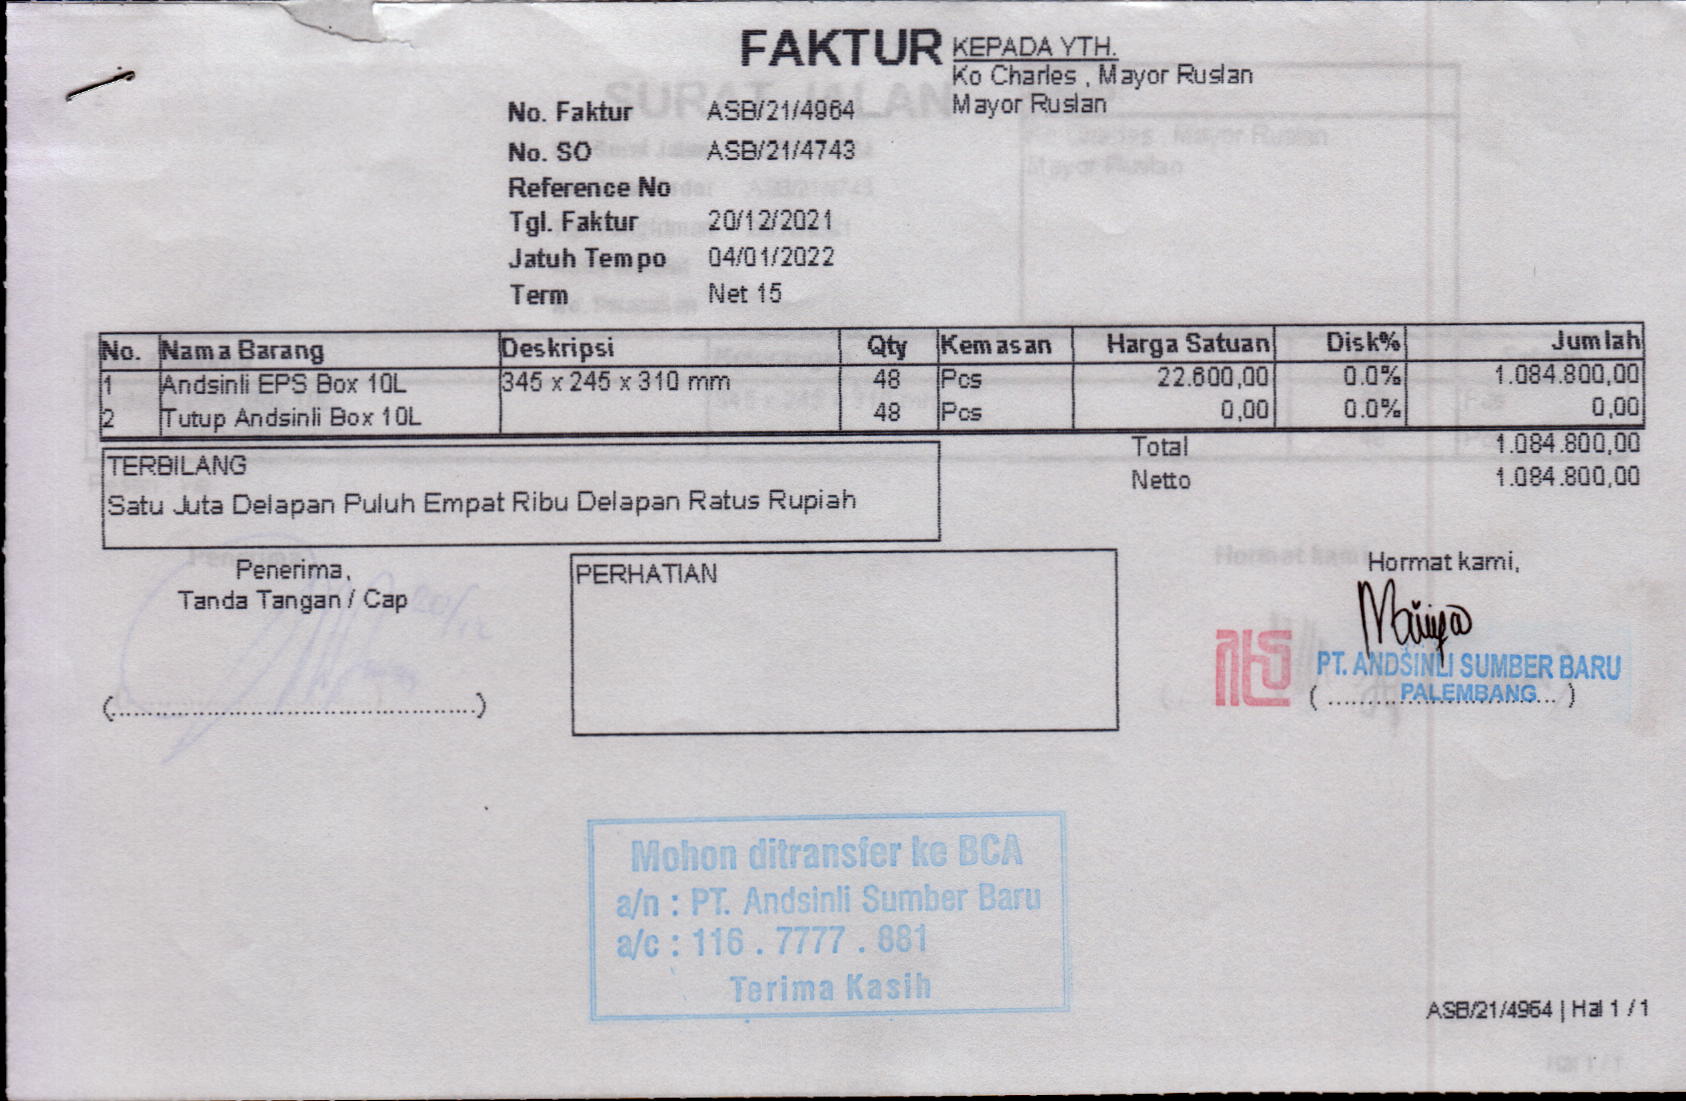 FAKTUR
KEPADA YTH.
Ko Charles , Mayor Ruslan
Mayor Ruslan
No. Faktur ASB/21/4964
No. SO ASB/21/4743
Reference No
Tgl. Faktur 20/12/2021
Jatuh Tempo 04/01/2022
Term Net 15
No. Nama Barang Deskripsi Qty Kemasan Harga Satuan Disk% Jumlah
1 Andsinli EPS Box 10L 345 x 245 x 310 mm 48 Pcs 22.600,00 0.0% 1.084.800,00
2 Tutup Andsinli Box 10L 48 Pcs 0,00 0.0% 0,00
Total 1.084.800,00
Netto 1.084.800,00
TERBILANG
Satu Juta Delapan Puluh Empat Ribu Delapan Ratus Rupiah
Penerima,
Tanda Tangan / Cap
(....................................................)
PERHATIAN
Hormat kami,
PT. ANDSINLI SUMBER BARU
PALEMBANG
(................................)
Mohon ditransfer ke BCA
a/n : PT. Andsinli Sumber Baru
a/c : 116 . 7777 . 881
Terima Kasih
ASB/21/4964 | Hal 1 / 1